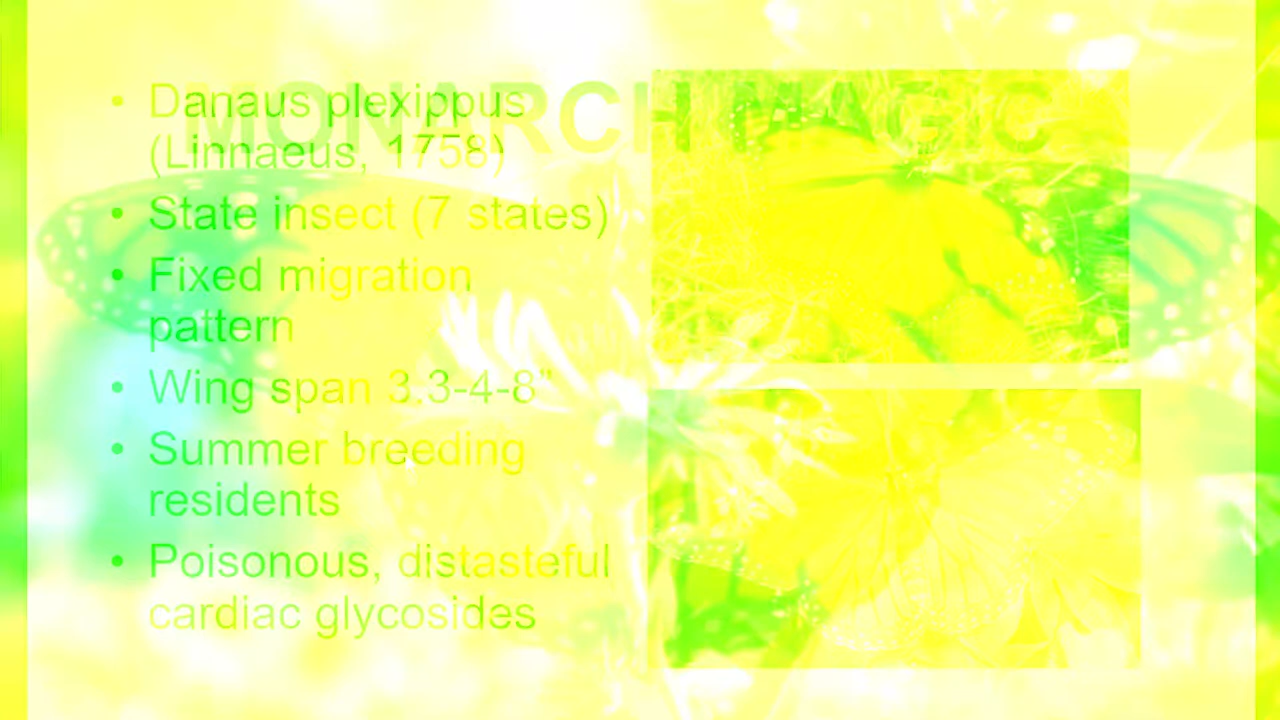 MONARCH MAGIC
• Danaus plexippus
(Linnaeus, 1758)
• State insect (7 states)
• Fixed migration
pattern
• Wing span 3.3-4-8”
• Summer breeding
residents
• Poisonous, distasteful
cardiac glycosides